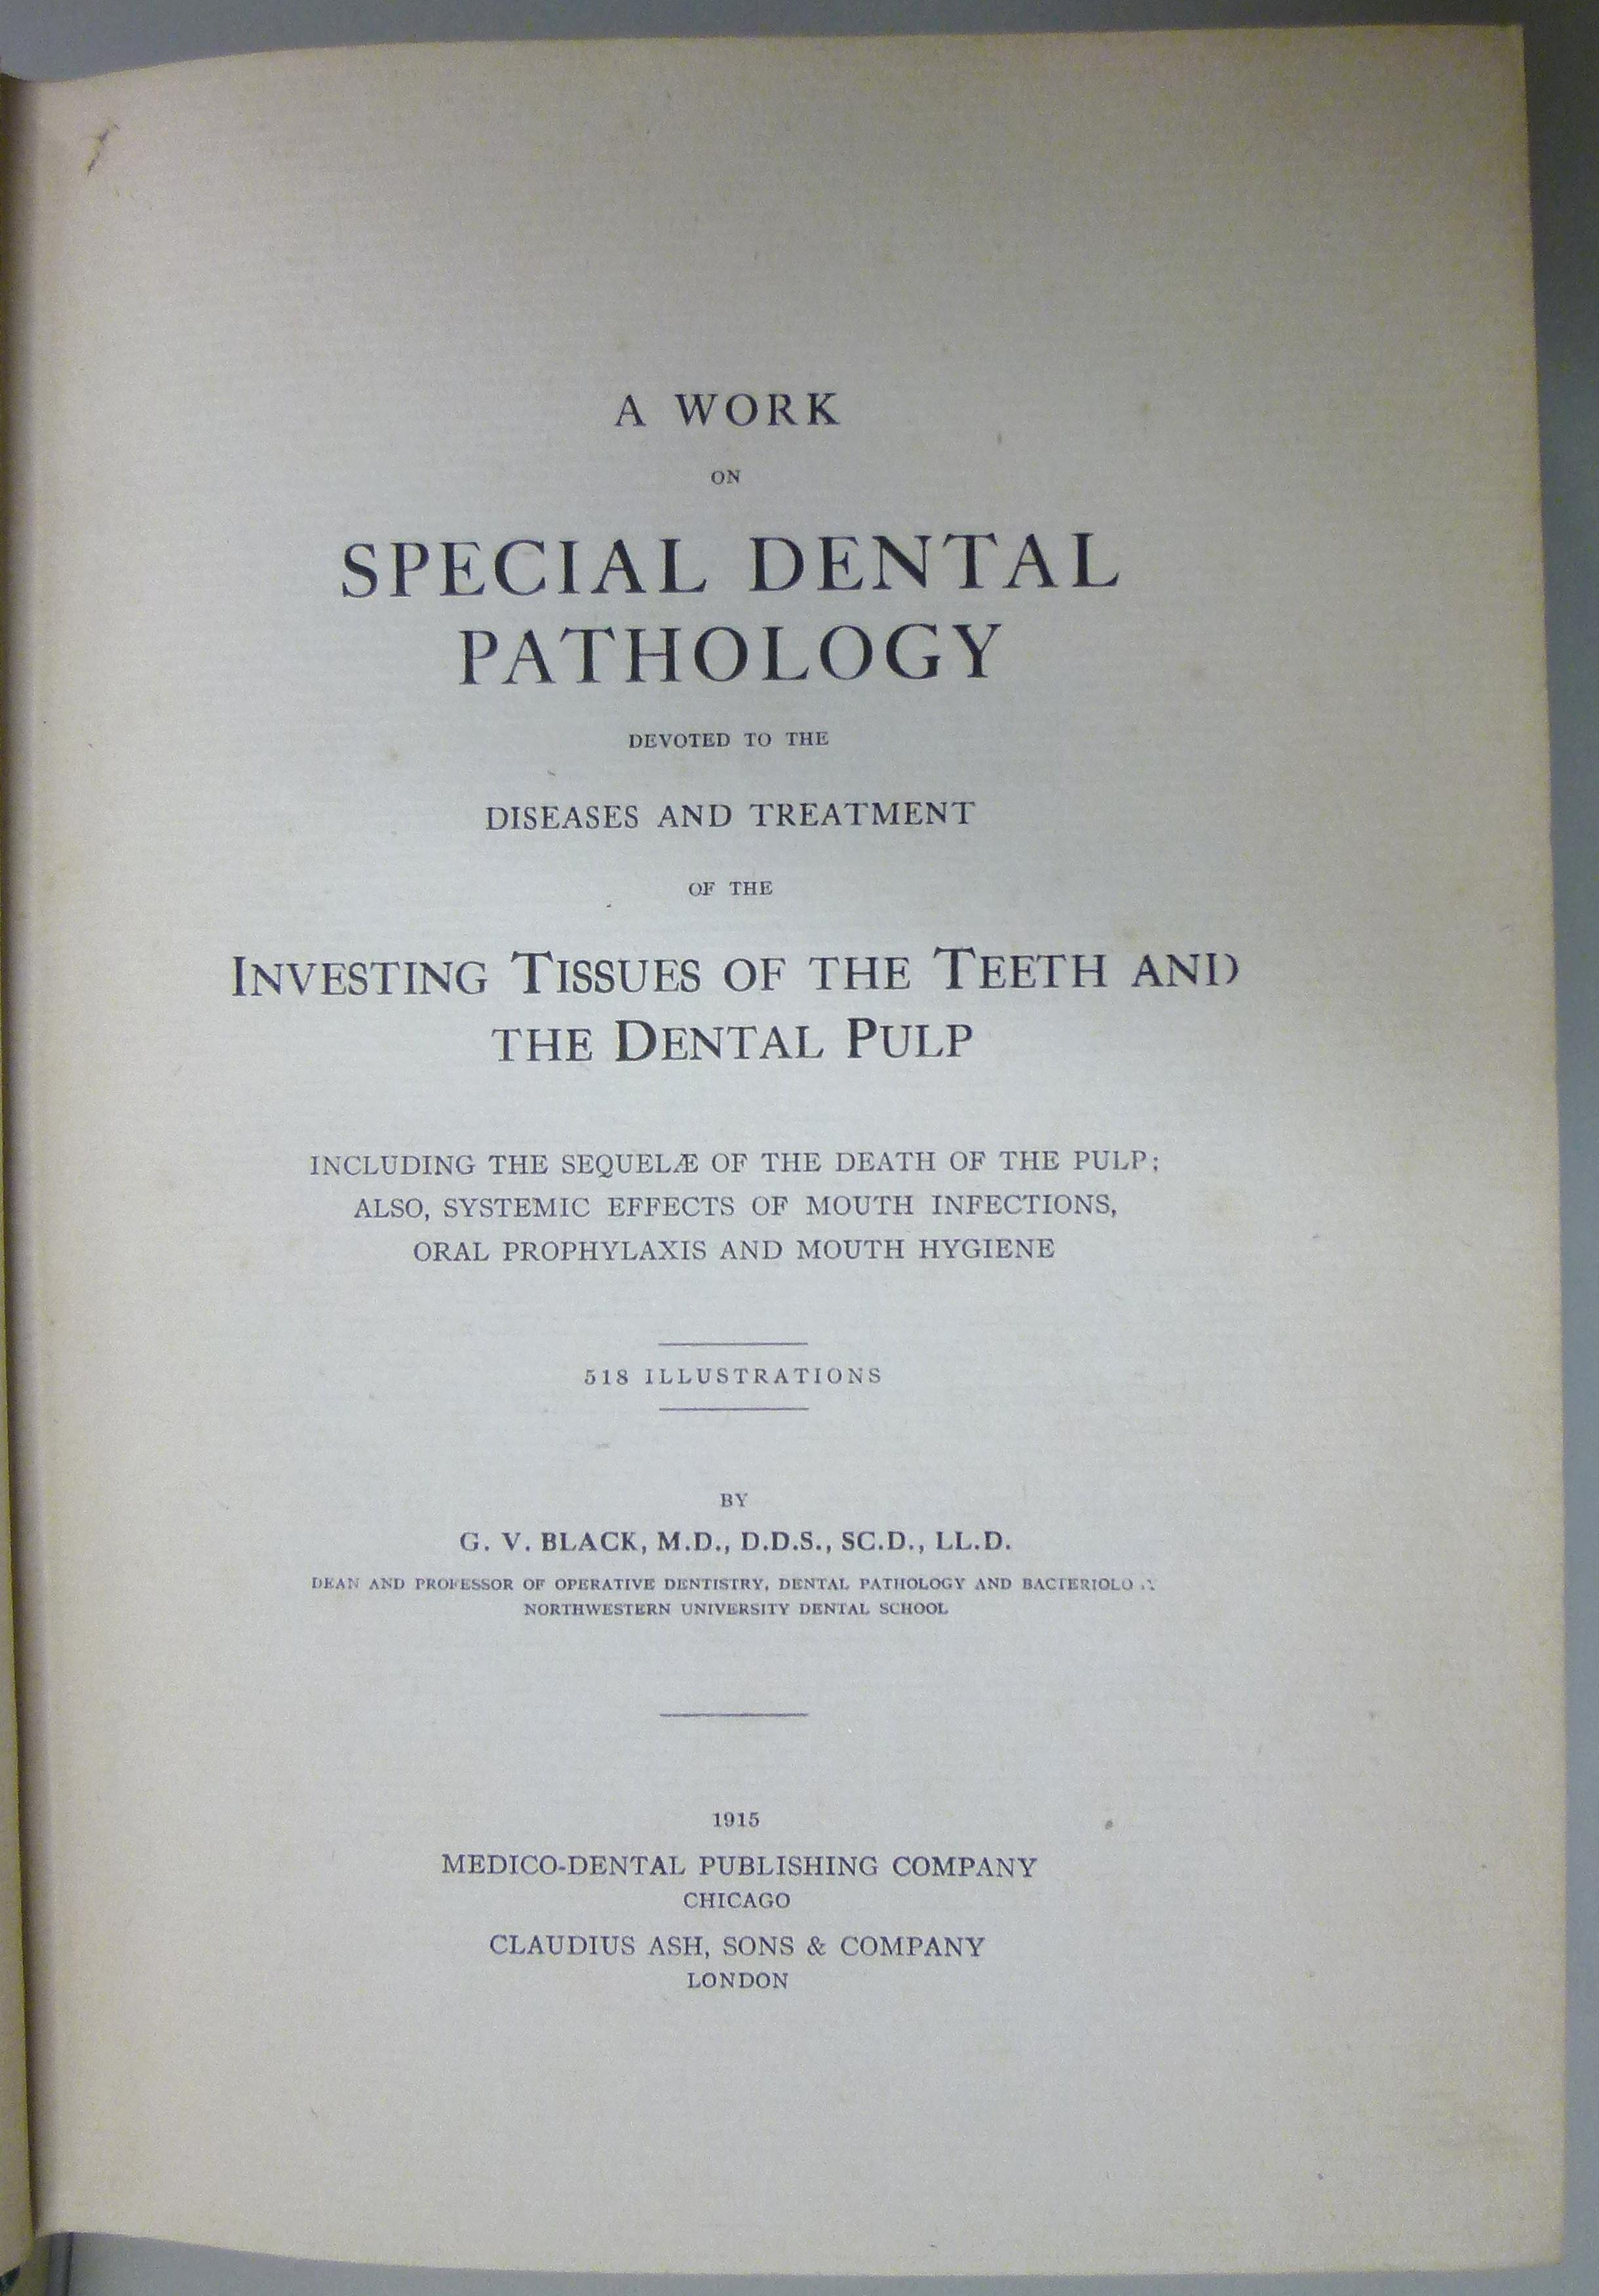 A WORK
ON
SPECIAL DENTAL
PATHOLOGY
DEVOTED TO THE
DISEASES AND TREATMENT
OF THE
INVESTING TISSUES OF THE TEETH AND
THE DENTAL PULP
INCLUDING THE SEQUELÆ OF THE DEATH OF THE PULP;
ALSO, SYSTEMIC EFFECTS OF MOUTH INFECTIONS,
ORAL PROPHYLAXIS AND MOUTH HYGIENE
518 ILLUSTRATIONS
BY
G. V. BLACK, M.D., D.D.S., SC.D., LL.D.
DEAN AND PROFESSOR OF OPERATIVE DENTISTRY, DENTAL PATHOLOGY AND BACTERIOLOGY
NORTHWESTERN UNIVERSITY DENTAL SCHOOL
1915
MEDICO-DENTAL PUBLISHING COMPANY
CHICAGO
CLAUDIUS ASH, SONS & COMPANY
LONDON